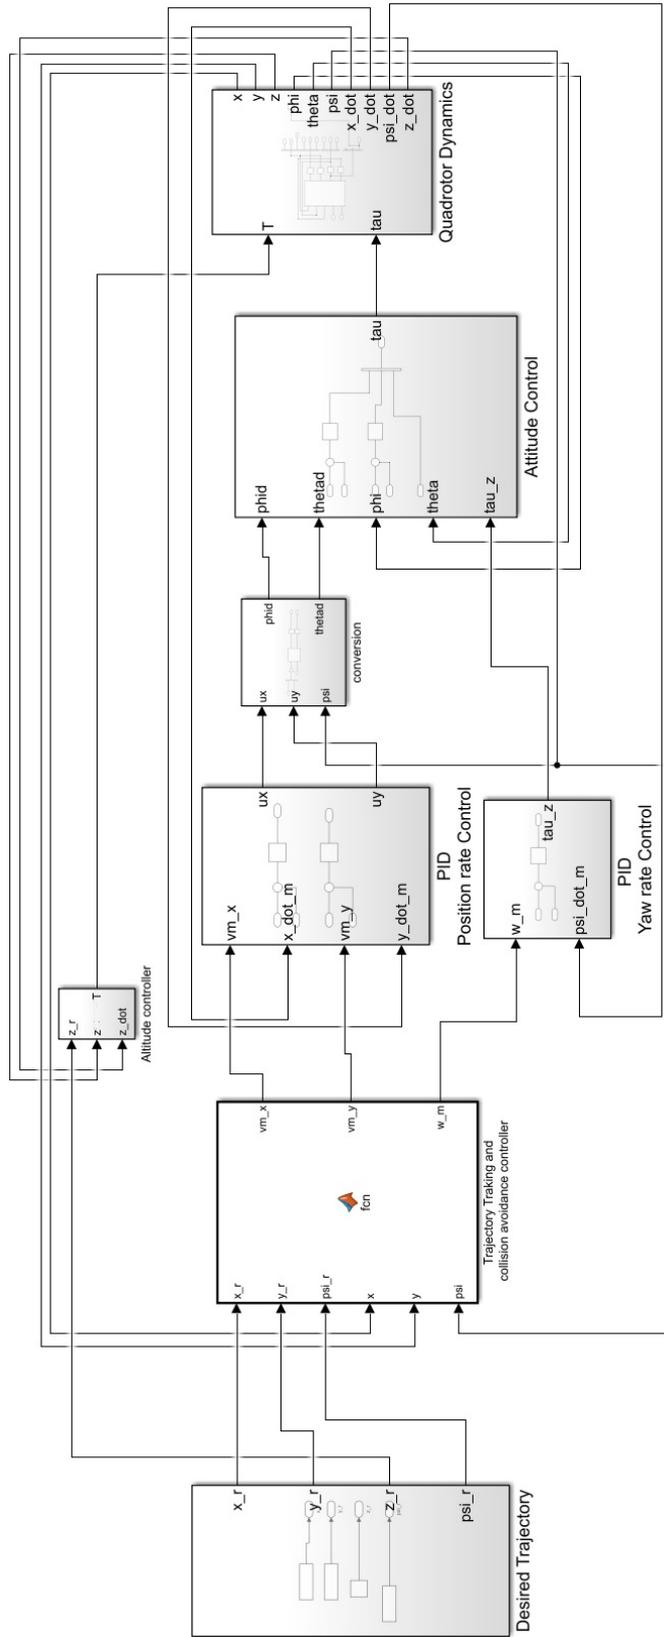 x_r
y_r
z_r
psi_r
Desired Trajectory
x_r
y_r
psi_r
x
y
psi
fcn
vm_x
vm_y
w_m
Trajectory Traking and
collision avoidance controller
z_r
z
z_dot
T
Altitude controller
vm_x
x_dot_m
vm_y
y_dot_m
ux
uy
PID
Position rate Control
w_m
psi_dot_m
tau_z
PID
Yaw rate Control
ux
uy
psi
phid
thetad
conversion
phid
thetad
phi
theta
tau_z
tau
Attitude Control
T
tau
x
y
z
phi
theta
psi
x_dot
y_dot
psi_dot
z_dot
Quadrotor Dynamics